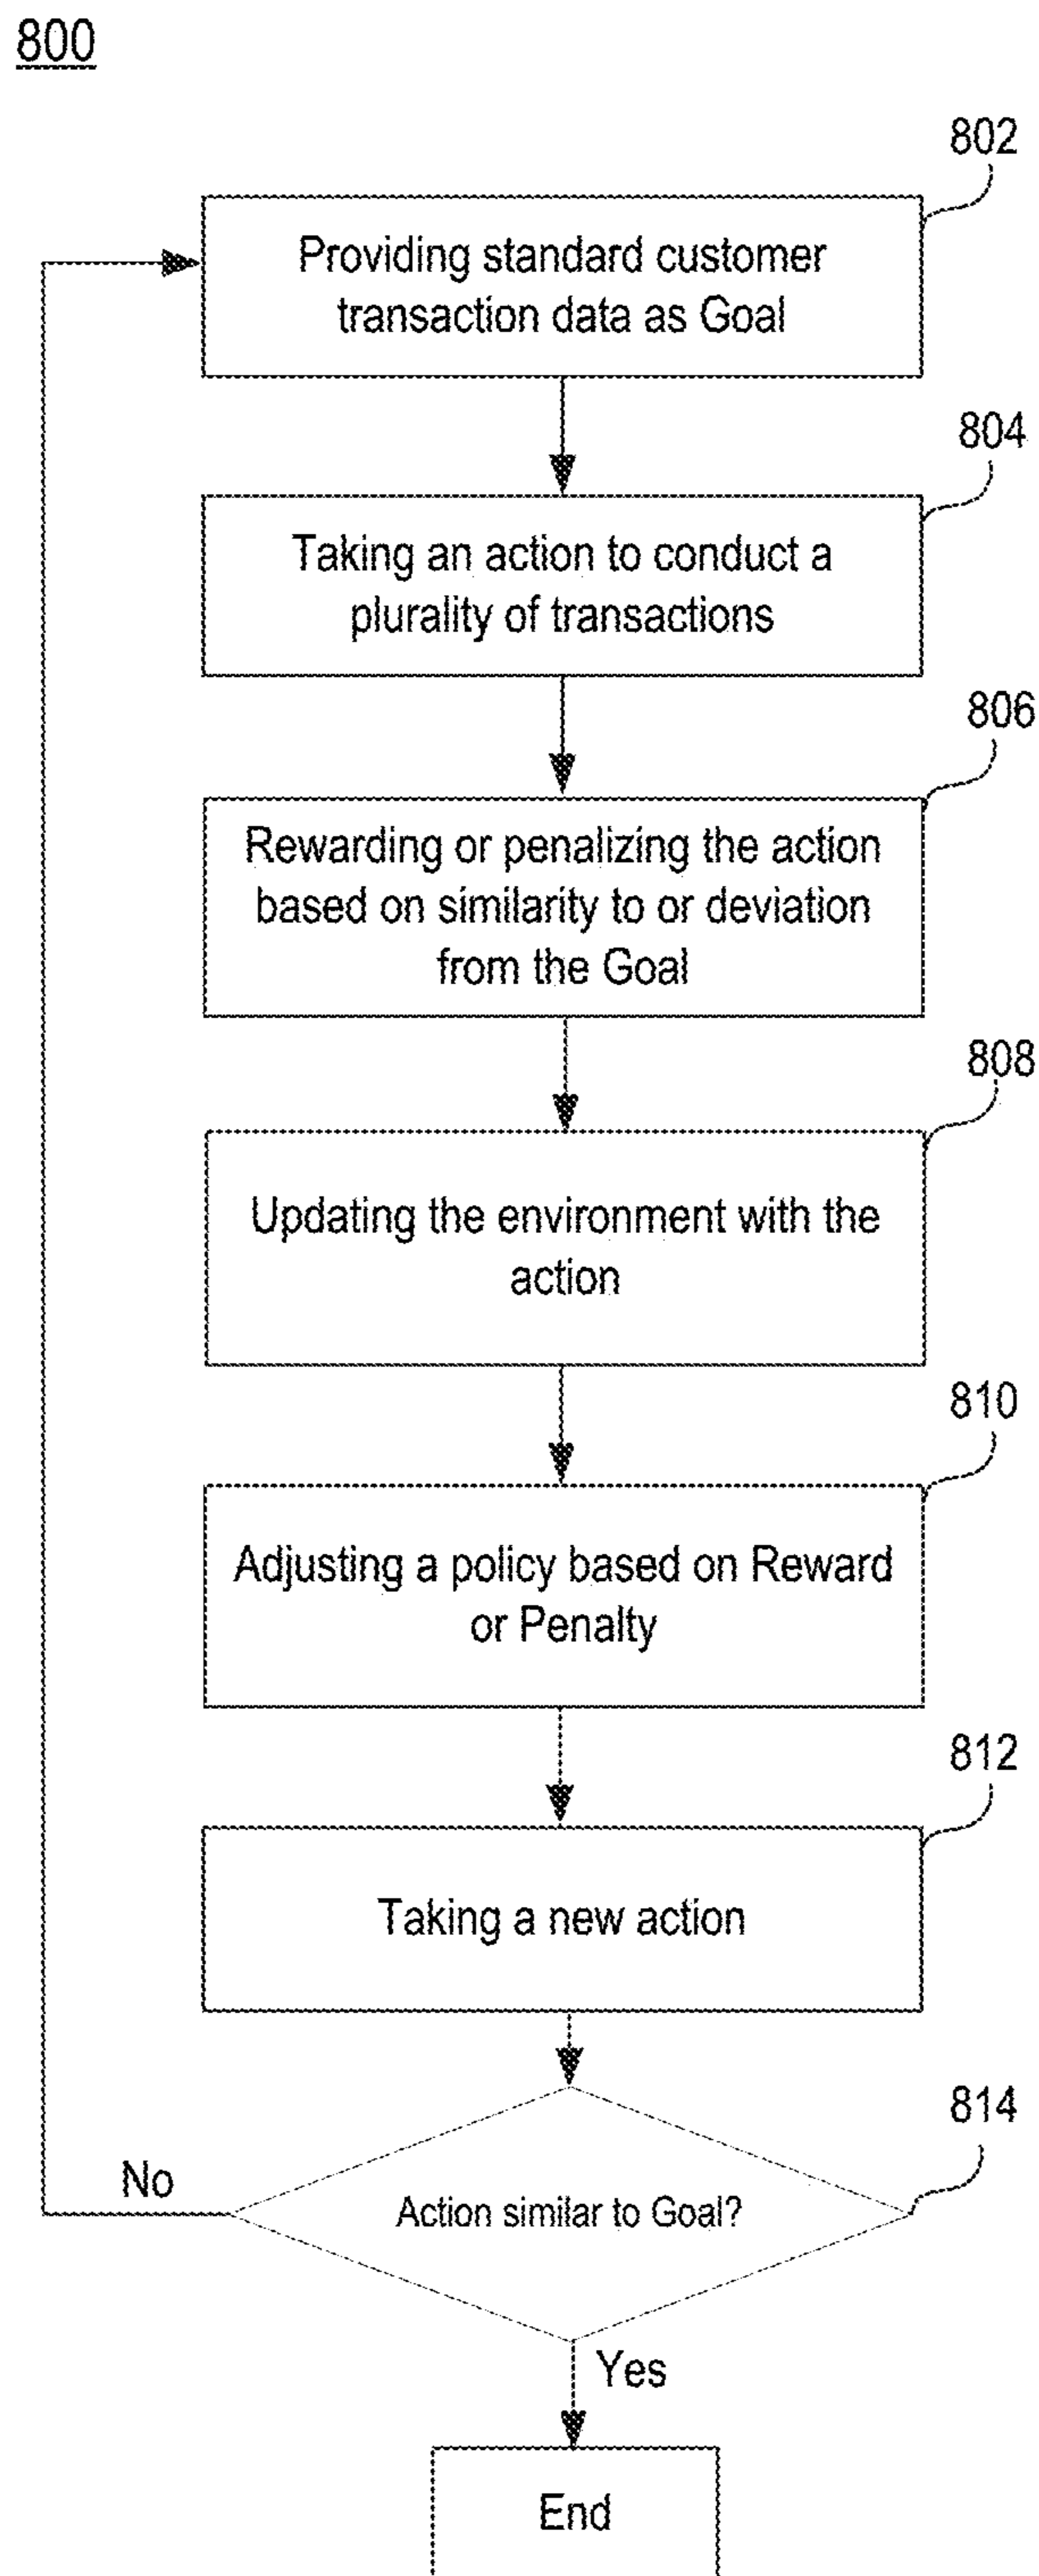 800
802
Providing standard customer
transaction data as Goal
804
Taking an action to conduct a
plurality of transactions
806
Rewarding or penalizing the action
based on similarity to or deviation
from the Goal
808
Updating the environment with the
action
810
Adjusting a policy based on Reward
or Penalty
812
Taking a new action
814
Action similar to Goal?
No
Yes
End